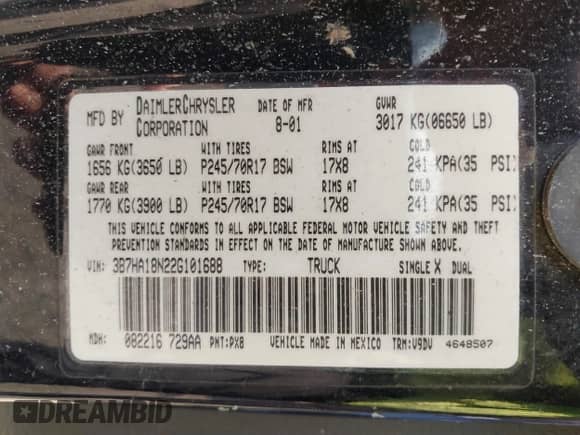 MFD BY DAIMLERCHRYSLER CORPORATION DATE OF MFR 8-01 GVWR 3017 KG(06650 LB)
GAWR FRONT WITH TIRES RIMS AT COLD
1656 KG(3650 LB) P245/70R17 BSW 17X8 241 KPA(35 PSI)
GAWR REAR WITH TIRES RIMS AT COLD
1770 KG(3900 LB) P245/70R17 BSW 17X8 241 KPA(35 PSI)
THIS VEHICLE CONFORMS TO ALL APPLICABLE FEDERAL MOTOR VEHICLE SAFETY AND THEFT
PREVENTION STANDARDS IN EFFECT ON THE DATE OF MANUFACTURE SHOWN ABOVE.
VIN: 3B7HA18N22G101688 TYPE: TRUCK SINGLE X DUAL
MDH: 082216 729AA PNT:PX8 VEHICLE MADE IN MEXICO TRM:V9DV 4648507
DREAMBID